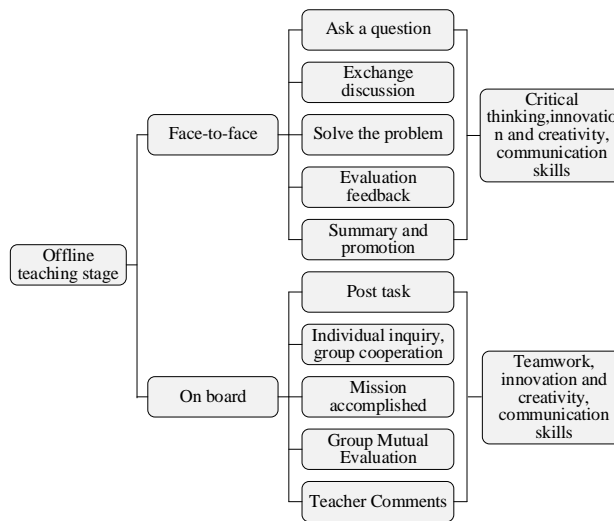 Offline
teaching stage
Face-to-face
Ask a question
Exchange
discussion
Solve the problem
Evaluation
feedback
Summary and
promotion
Critical
thinking,innovatio
n and creativity,
communication
skills
On board
Post task
Individual inquiry,
group cooperation
Mission
accomplished
Group Mutual
Evaluation
Teacher Comments
Teamwork,
innovation and
creativity,
communication
skills